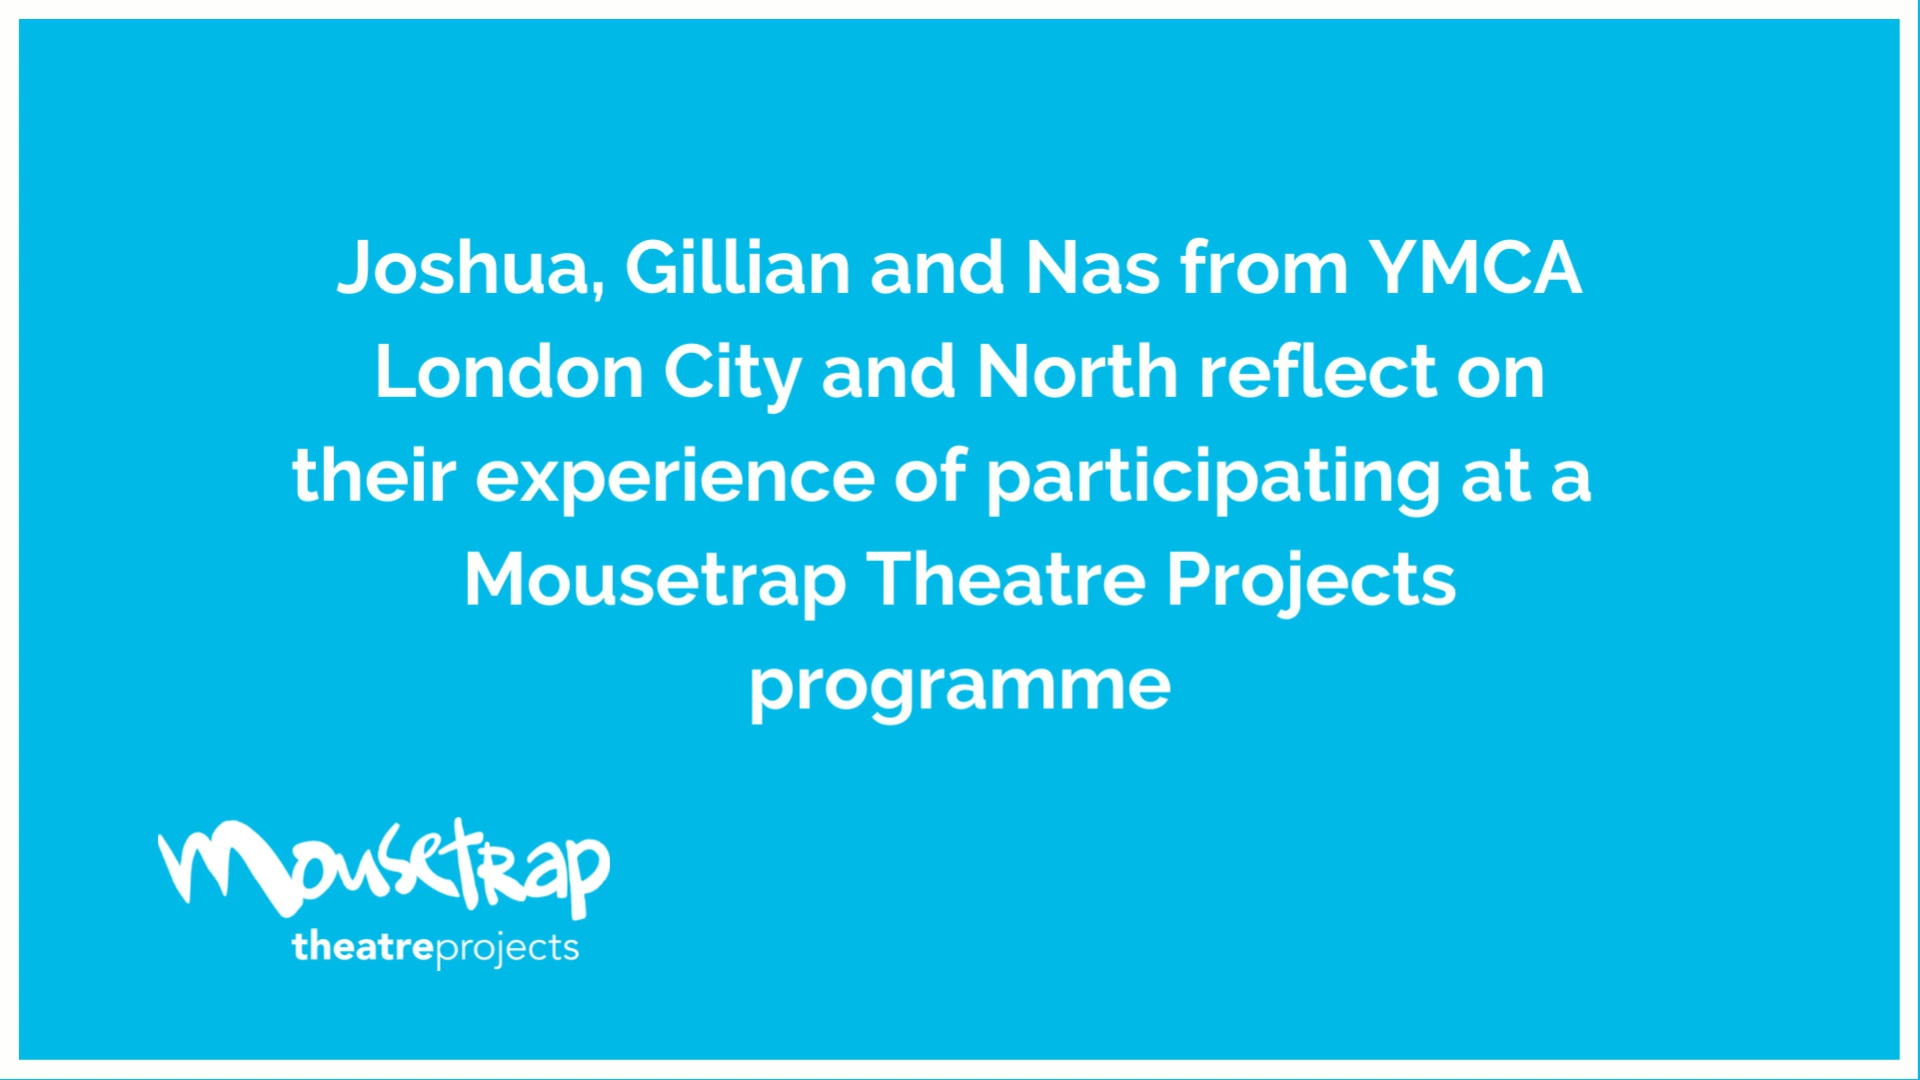 Joshua, Gillian and Nas from YMCA
London City and North reflect on
their experience of participating at a
Mousetrap Theatre Projects
programme
mousetrap
theatreprojects